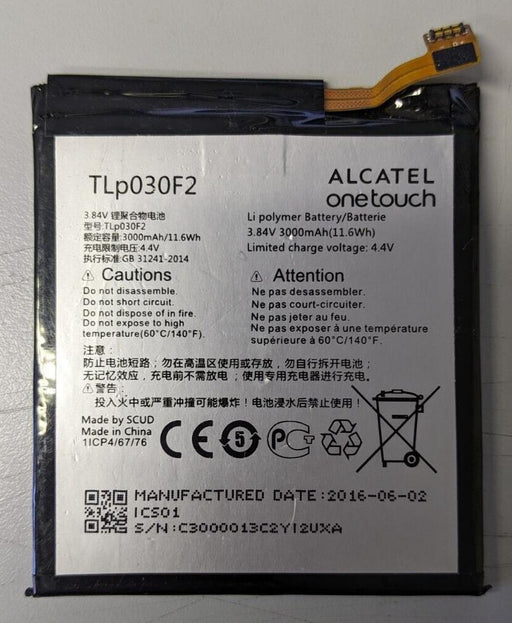 TLp030F2
ALCATEL
onetouch
3.84V 锂聚合物电池
型号:TLp030F2
额定容量:3000mAh/11.6Wh
充电限制电压:4.4V
执行标准:GB 31241-2014
Li polymer Battery/Batterie
3.84V 3000mAh(11.6Wh)
Limited charge voltage: 4.4V
⚠ Cautions
Do not disassemble.
Do not short circuit.
Do not dispose of in fire.
Do not expose to high
temperature(60°C/140°F).
⚠ Attention
Ne pas desassembler.
Ne pas court-circuiter.
Ne pas jeter au feu.
Ne pas exposer à une température
supérieure à 60°C/140°F.
注意：
防止电池短路；勿在高温区使用或存放，勿自行拆开电池；
无记忆效应，充电前不需放电；使用专用充电器进行充电。
⚠警告：
投入火中或严重冲撞可能爆炸！电池浸水后禁止使用！
Made by SCUD
Made in China
1ICP4/67/76
CE 5 PCT
MANUFACTURED DATE:2016-06-02
ICS01
S/N:C3000013C2YI2UXA